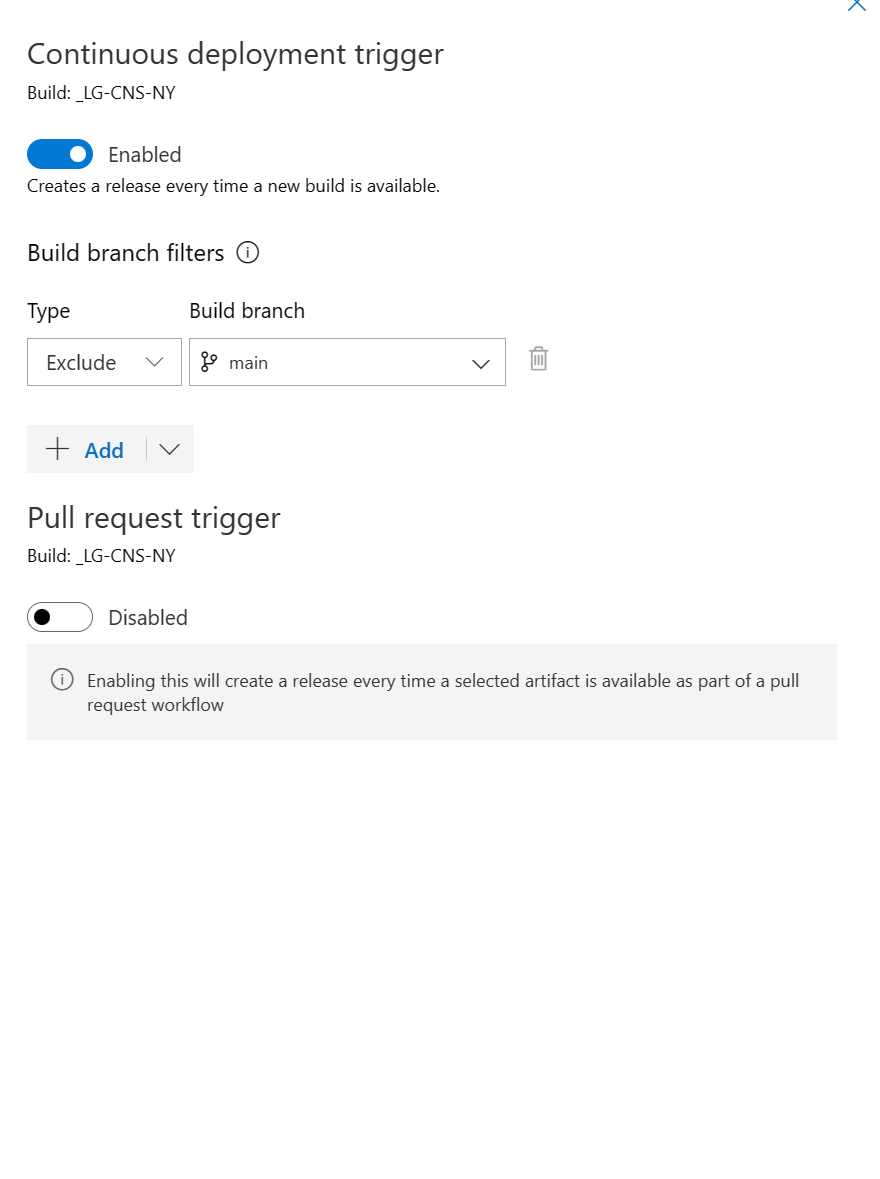 Continuous deployment trigger
Build: _LG-CNS-NY
Enabled
Creates a release every time a new build is available.
Build branch filters
Type Build branch
Exclude main
Add
Pull request trigger
Build: _LG-CNS-NY
Disabled
Enabling this will create a release every time a selected artifact is available as part of a pull
request workflow